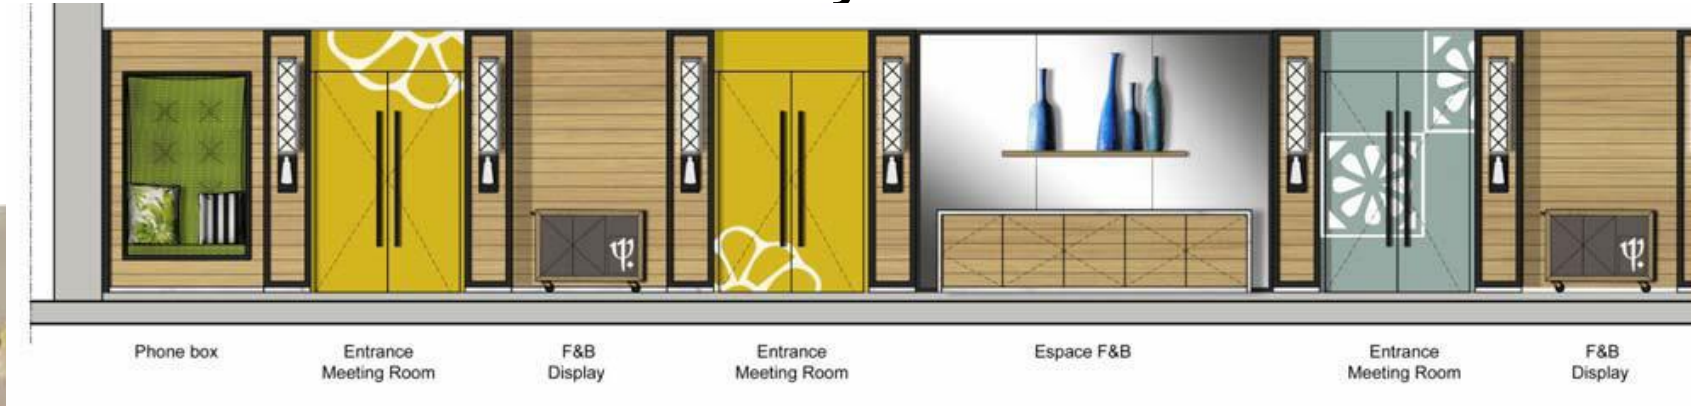 Phone box
Entrance
Meeting Room
F&B
Display
Entrance
Meeting Room
Espace F&B
Entrance
Meeting Room
F&B
Display